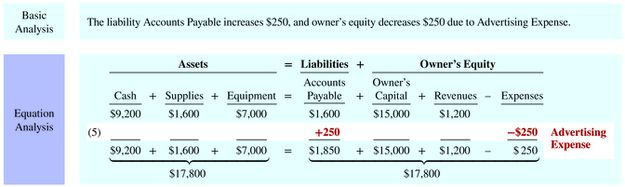 Basic
Analysis
The liability Accounts Payable increases $250, and owner's equity decreases $250 due to Advertising Expense.
Equation
Analysis
Assets = Liabilities + Owner's Equity
Accounts Owner's
Cash + Supplies + Equipment = Payable + Capital + Revenues – Expenses
$9,200 $1,600 $7,000 $1,600 $15,000 $1,200
(5) +250 –$250 Advertising
Expense
$9,200 + $1,600 + $7,000 = $1,850 + $15,000 + $1,200 – $ 250
$17,800 $17,800